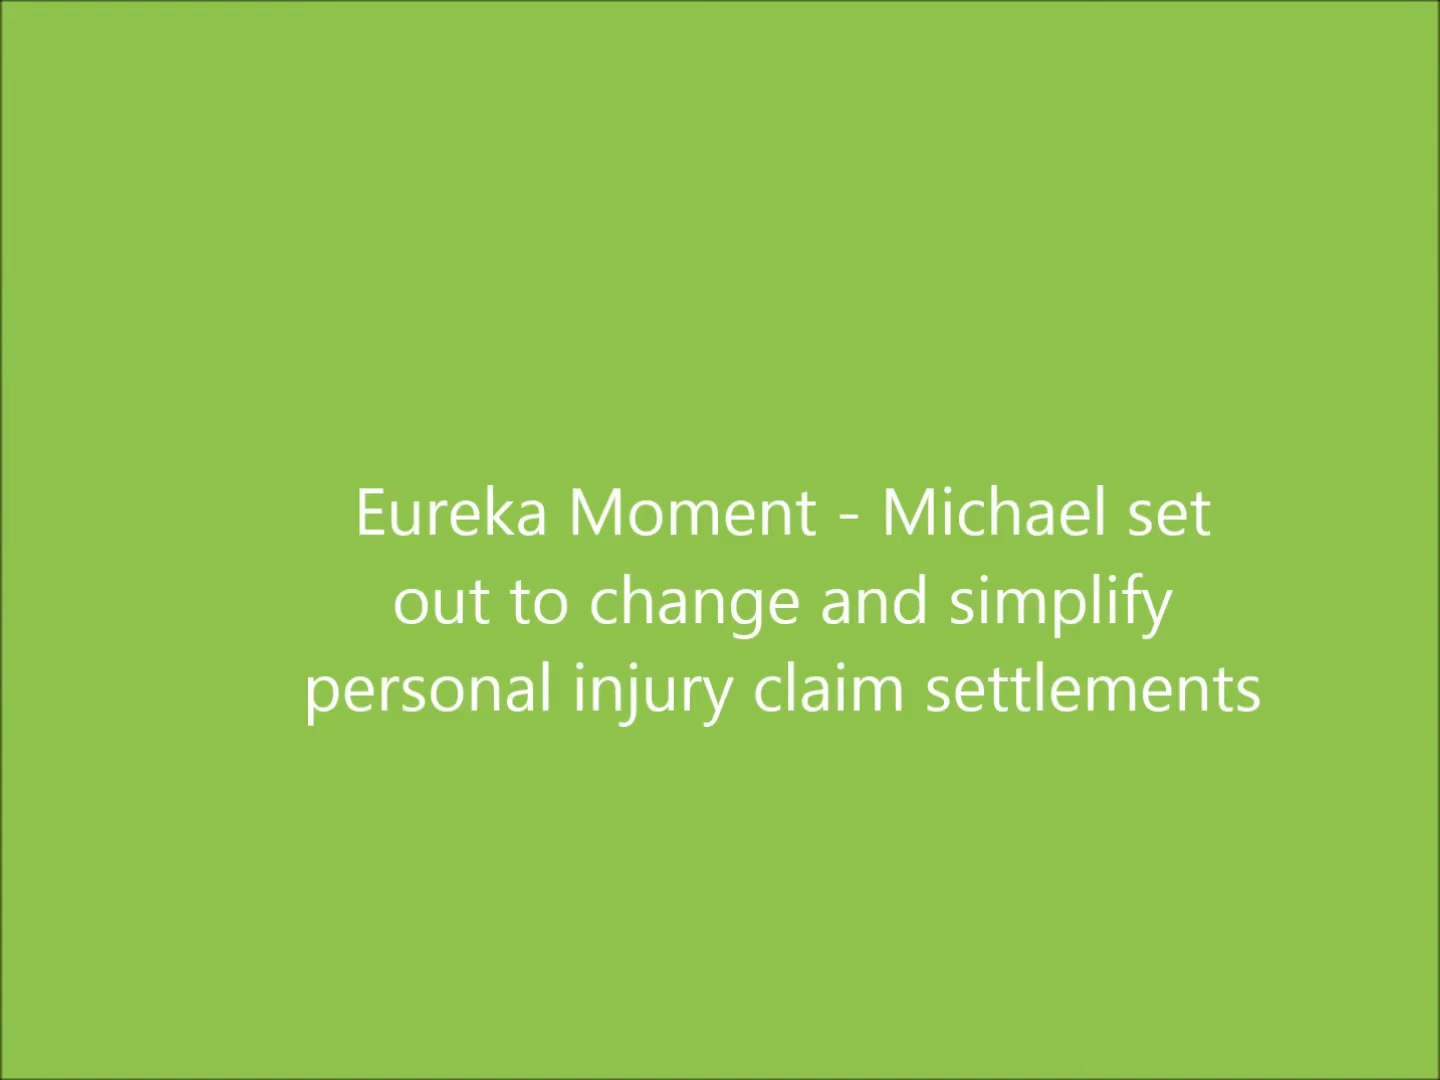 Eureka Moment - Michael set
out to change and simplify
personal injury claim settlements